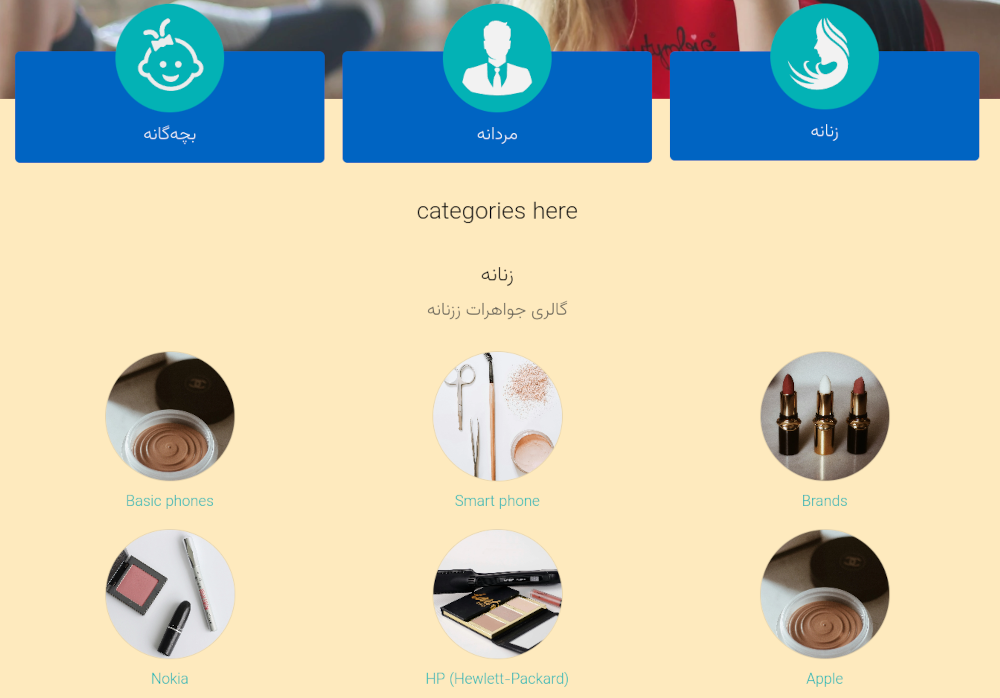 زنانه
مردانه
بچه‌گانه
categories here
زنانه
گالری جواهرات ززنانه
Brands
Smart phone
Basic phones
Apple
HP (Hewlett-Packard)
Nokia